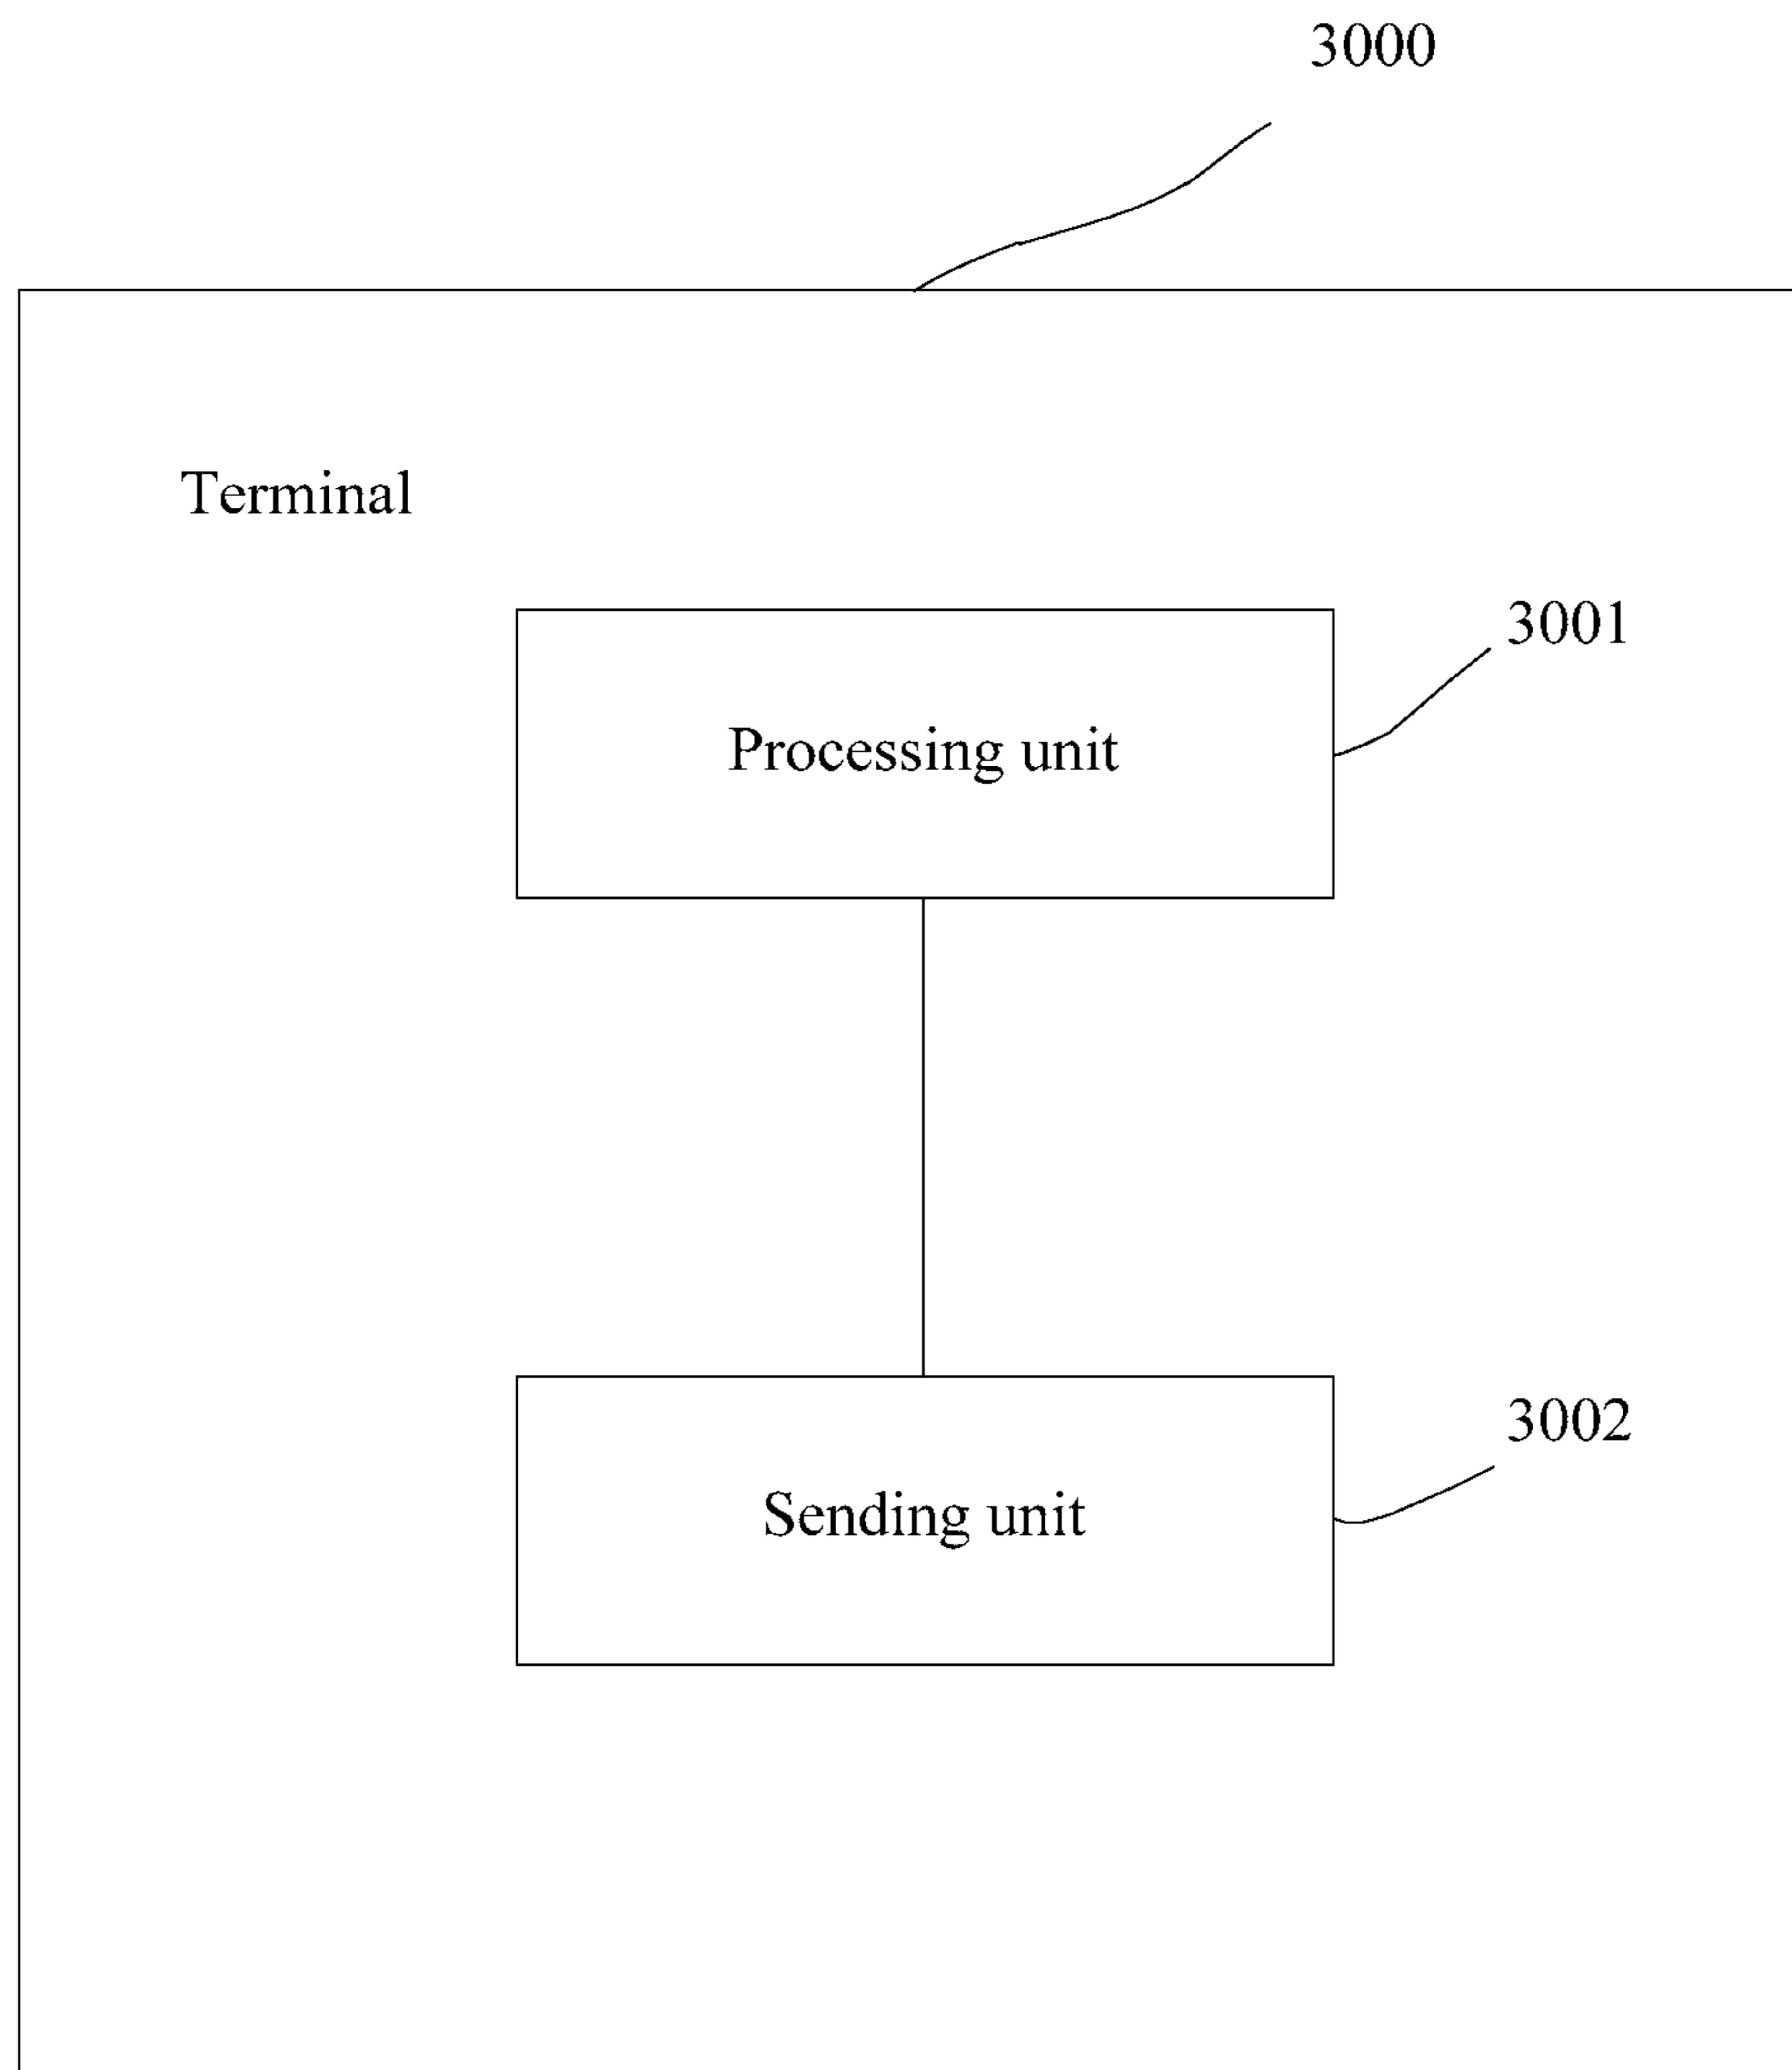 3000
Terminal
3001
Processing unit
3002
Sending unit